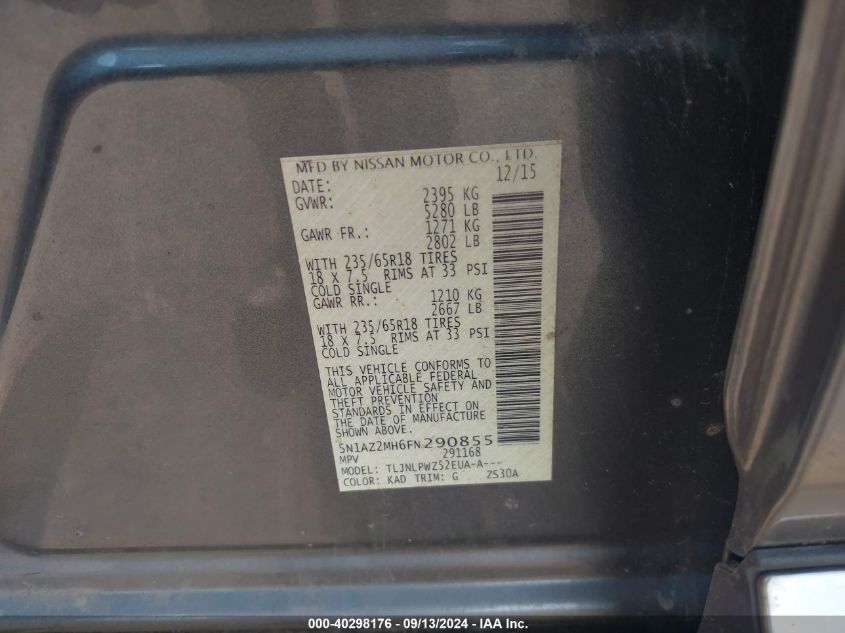 MFD BY NISSAN MOTOR CO., LTD.
DATE: 12/15
GVWR: 2395 KG
5280 LB
GAWR FR.: 1271 KG
2802 LB
WITH 235/65R18 TIRES
18 X 7.5 RIMS AT 33 PSI
COLD SINGLE
GAWR RR.: 1210 KG
2667 LB
WITH 235/65R18 TIRES
18 X 7.5 RIMS AT 33 PSI
COLD SINGLE
THIS VEHICLE CONFORMS TO
ALL APPLICABLE FEDERAL
MOTOR VEHICLE SAFETY AND
THEFT PREVENTION
STANDARDS IN EFFECT ON
THE DATE OF MANUFACTURE
SHOWN ABOVE.
5N1AZ2MH6FN290855
MPV 291168
MODEL: TLJNLPWZ52EUA-A---
COLOR: KAD TRIM: G ZS30A
000-40298176 - 09/13/2024 - IAA Inc.